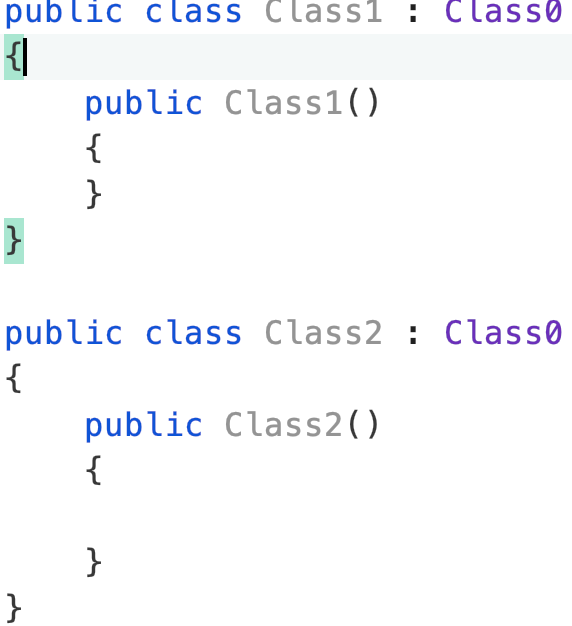 public class Class1 : Class0
{
    public Class1()
    {
    }
}

public class Class2 : Class0
{
    public Class2()
    {

    }
}